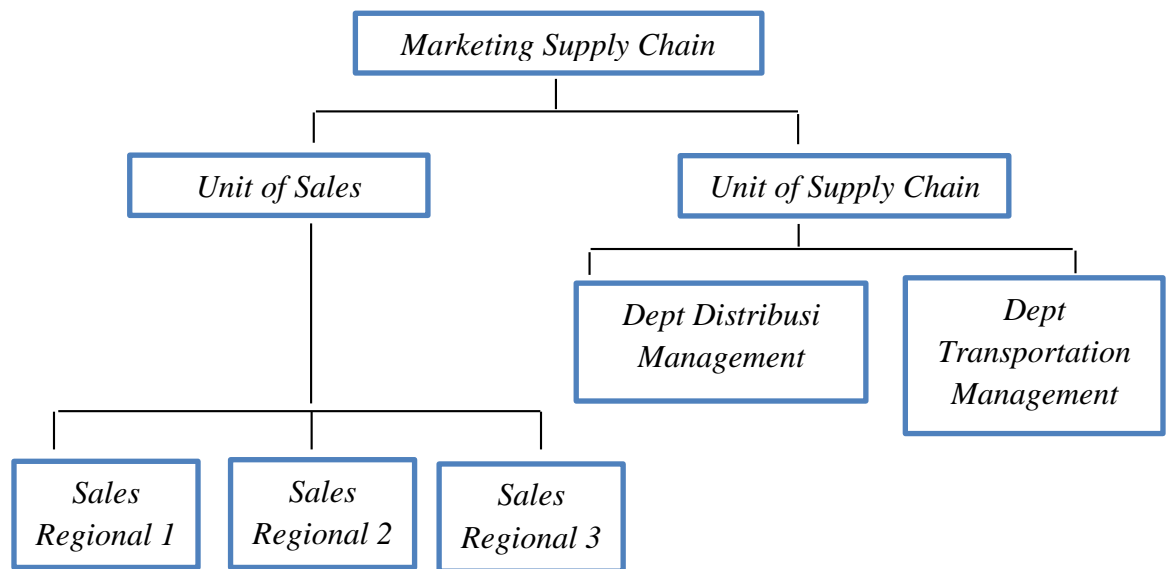 Marketing Supply Chain
Unit of Sales
Unit of Supply Chain
Dept Distribusi
Management
Dept
Transportation
Management
Sales
Regional 1
Sales
Regional 2
Sales
Regional 3